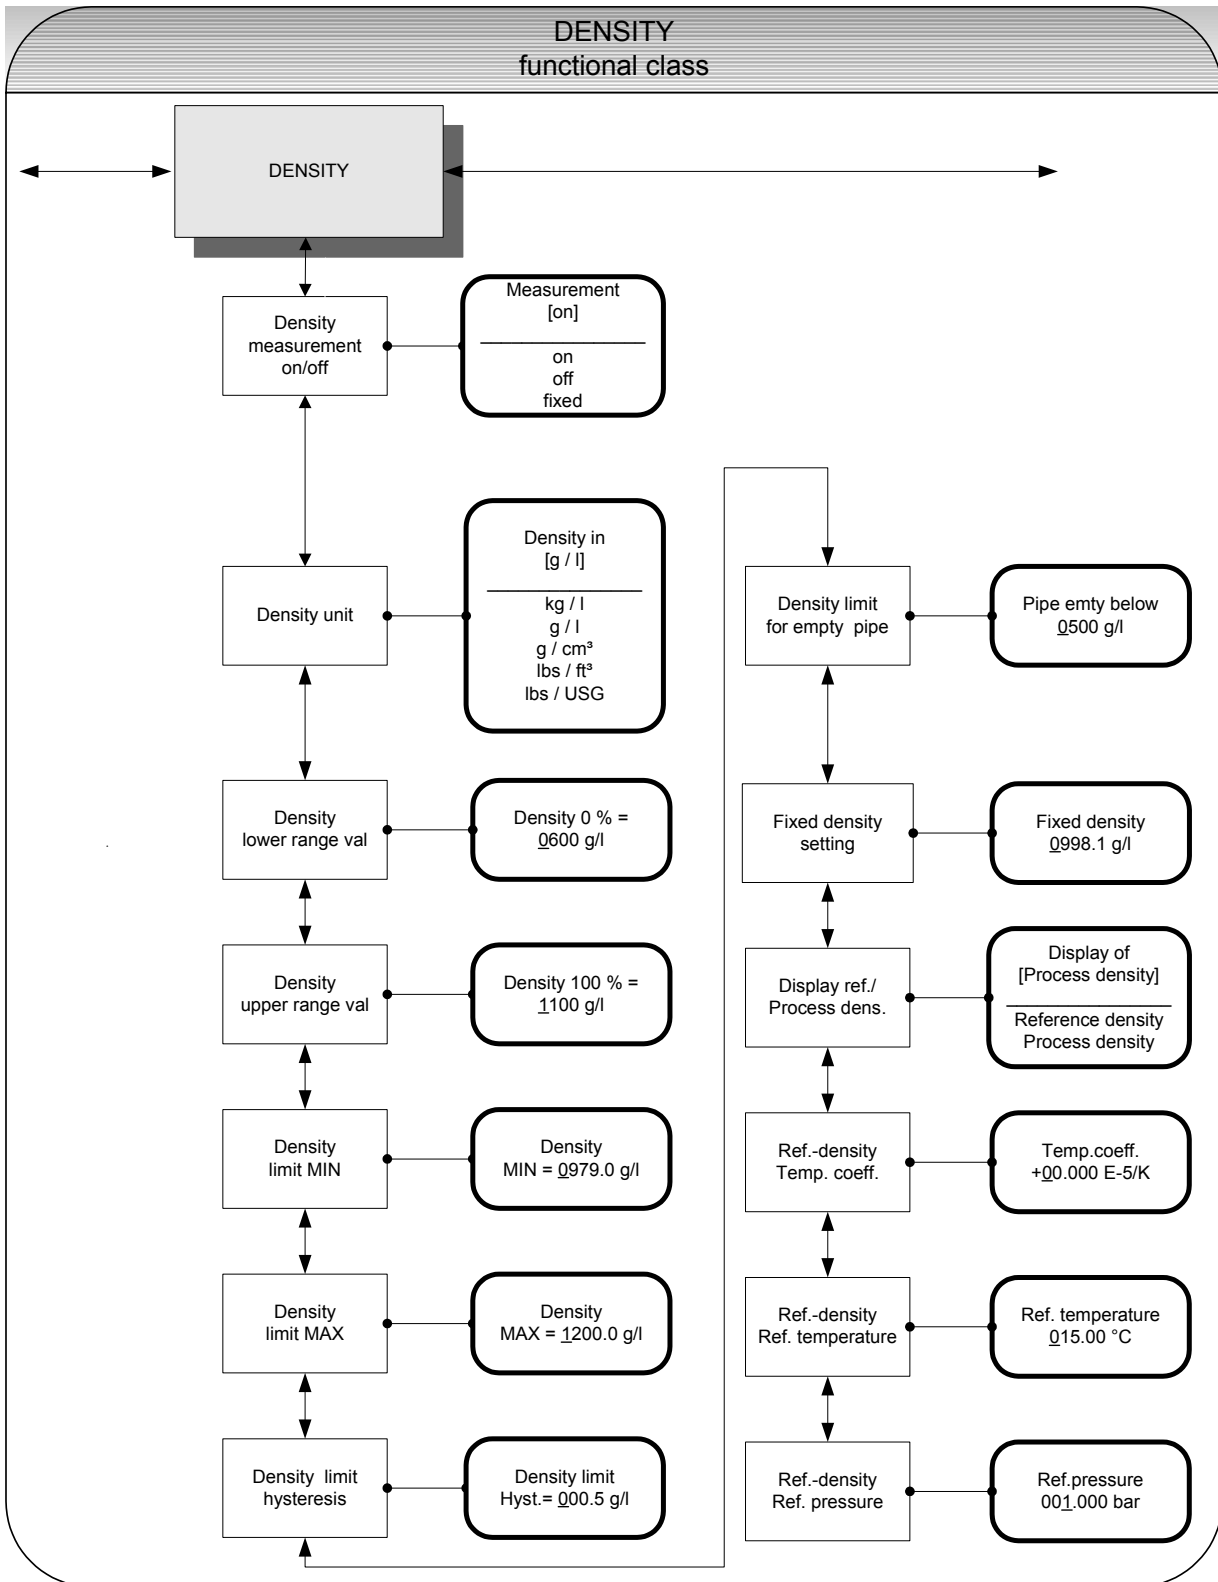 DENSITY
functional class
DENSITY
Density
measurement
on/off
Measurement
[on]
on
off
fixed
Density unit
Density in
[g / l]
kg / l
g / l
g / cm³
lbs / ft³
lbs / USG
Density
lower range val
Density 0 % =
0600 g/l
Density
upper range val
Density 100 % =
1100 g/l
Density
limit MIN
Density
MIN = 0979.0 g/l
Density
limit MAX
Density
MAX = 1200.0 g/l
Density limit
hysteresis
Density limit
Hyst.= 000.5 g/l
Density limit
for empty pipe
Pipe emty below
0500 g/l
Fixed density
setting
Fixed density
0998.1 g/l
Display ref./
Process dens.
Display of
[Process density]
Reference density
Process density
Ref.-density
Temp. coeff.
Temp.coeff.
+00.000 E-5/K
Ref.-density
Ref. temperature
Ref. temperature
015.00 °C
Ref.-density
Ref. pressure
Ref.pressure
001.000 bar